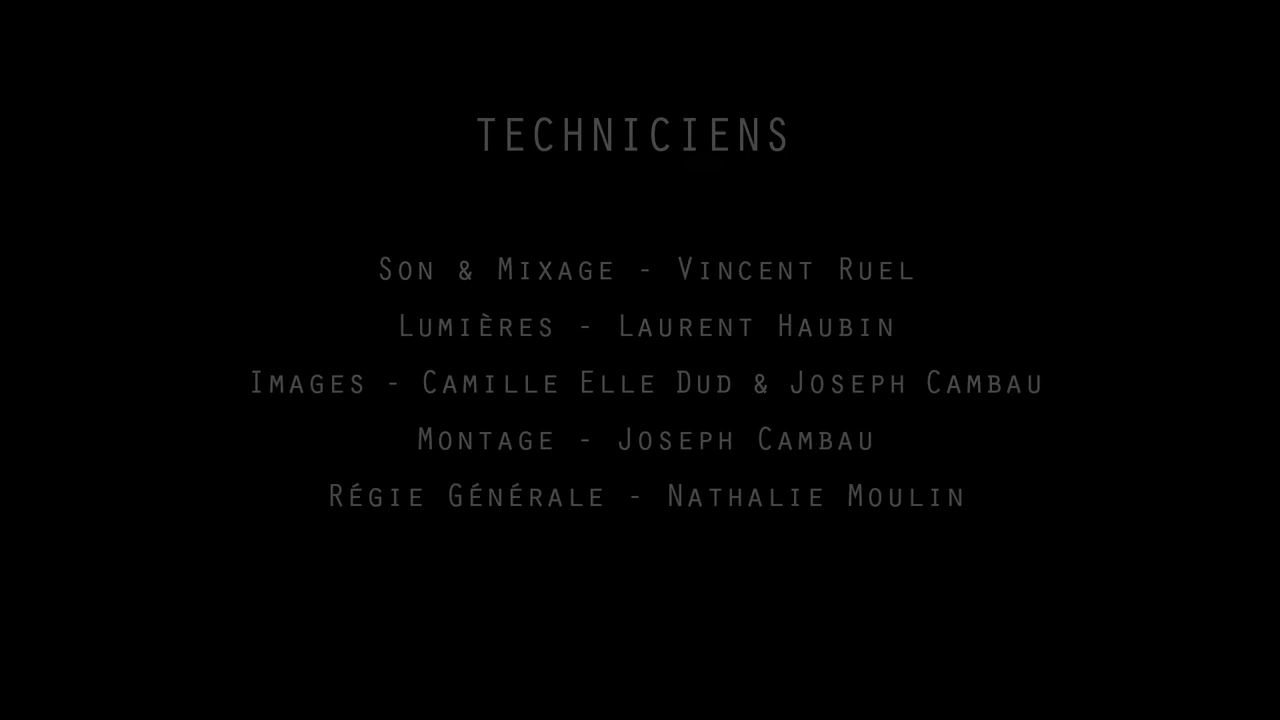 TECHNICIENS
Son & Mixage - Vincent Ruel
Lumières - Laurent Haubin
Images - Camille Elle Dud & Joseph Cambau
Montage - Joseph Cambau
Régie Générale - Nathalie Moulin